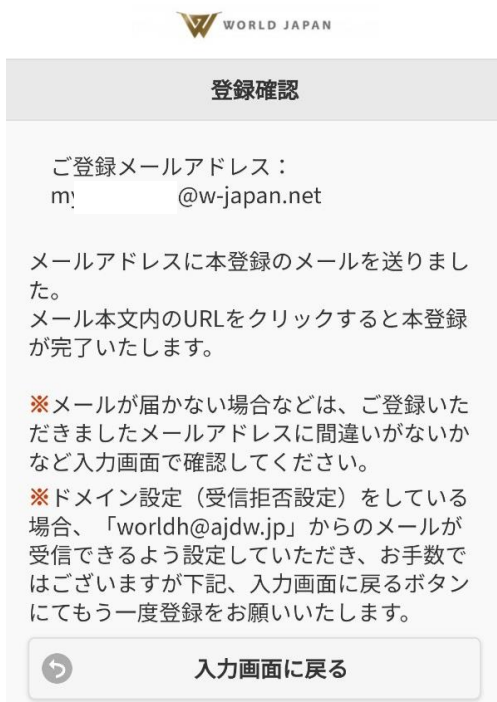 WORLD JAPAN
登録確認
ご登録メールアドレス：
my @w-japan.net
メールアドレスに本登録のメールを送りまし
た。
メール本文内のURLをクリックすると本登録
が完了いたします。
※メールが届かない場合などは、ご登録いた
だきましたメールアドレスに間違いがないか
など入力画面で確認してください。
※ドメイン設定（受信拒否設定）をしている
場合、「worldh@ajdw.jp」からのメールが
受信できるよう設定していただき、お手数で
はございますが下記、入力画面に戻るボタン
にてもう一度登録をお願いいたします。
入力画面に戻る